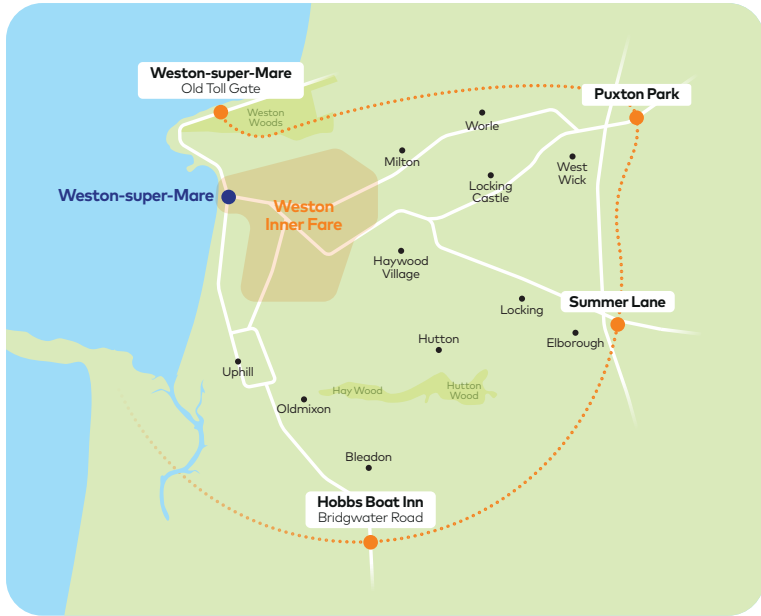 Weston-super-Mare
Old Toll Gate
Weston
Woods
Puxton Park
Worle
Milton
West
Wick
Locking
Castle
Weston-super-Mare
Weston
Inner Fare
Haywood
Village
Summer Lane
Locking
Elborough
Hutton
Uphill
Hay Wood
Hutton
Wood
Oldmixon
Bleadon
Hobbs Boat Inn
Bridgwater Road